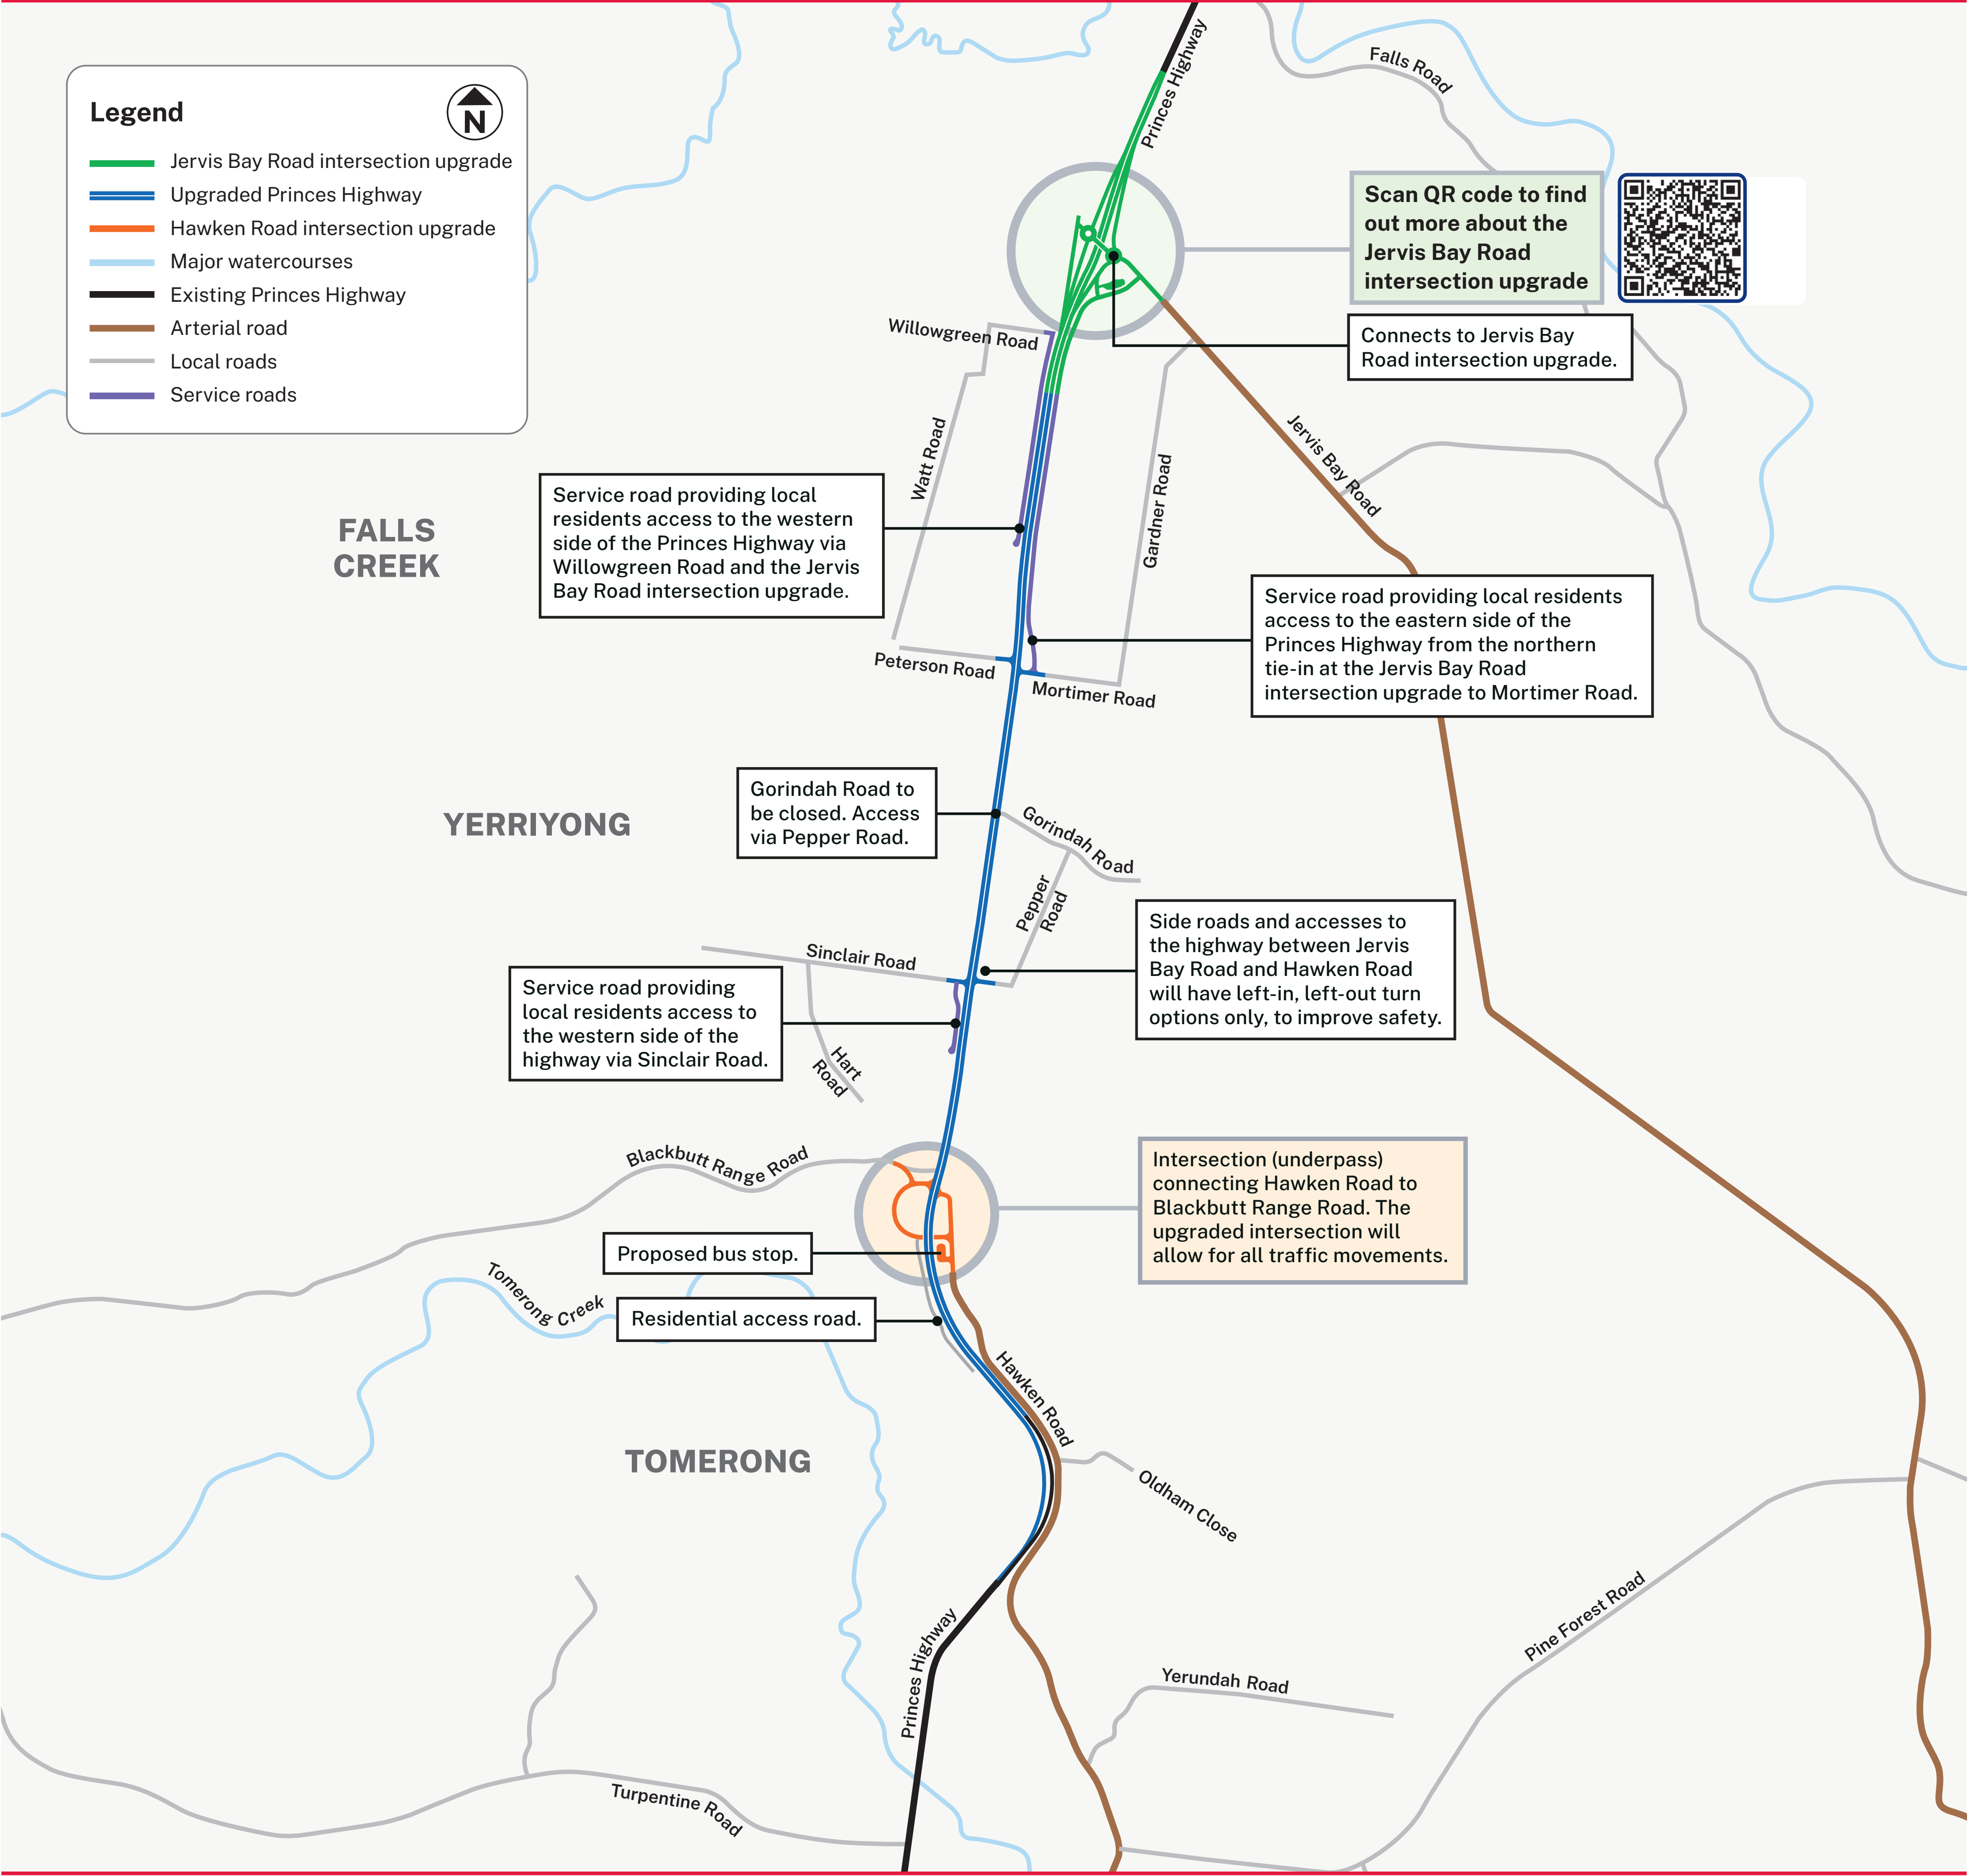 Legend
N
Jervis Bay Road intersection upgrade
Upgraded Princes Highway
Hawken Road intersection upgrade
Major watercourses
Existing Princes Highway
Arterial road
Local roads
Service roads
Princes Highway
Falls Road
Scan QR code to find
out more about the
Jervis Bay Road
intersection upgrade
Connects to Jervis Bay
Road intersection upgrade.
Willowgreen Road
Watt Road
Gardner Road
Jervis Bay Road
Service road providing local
residents access to the western
side of the Princes Highway via
Willowgreen Road and the Jervis
Bay Road intersection upgrade.
FALLS
CREEK
Service road providing local residents
access to the eastern side of the
Princes Highway from the northern
tie-in at the Jervis Bay Road
intersection upgrade to Mortimer Road.
Peterson Road
Mortimer Road
Gorindah Road to
be closed. Access
via Pepper Road.
YERRIYONG
Gorindah Road
Pepper
Road
Side roads and accesses to
the highway between Jervis
Bay Road and Hawken Road
will have left-in, left-out turn
options only, to improve safety.
Sinclair Road
Service road providing
local residents access to
the western side of the
highway via Sinclair Road.
Hart
Road
Blackbutt Range Road
Intersection (underpass)
connecting Hawken Road to
Blackbutt Range Road. The
upgraded intersection will
allow for all traffic movements.
Proposed bus stop.
Tomerong Creek
Residential access road.
Hawken Road
TOMERONG
Oldham Close
Princes Highway
Pine Forest Road
Yerundah Road
Turpentine Road